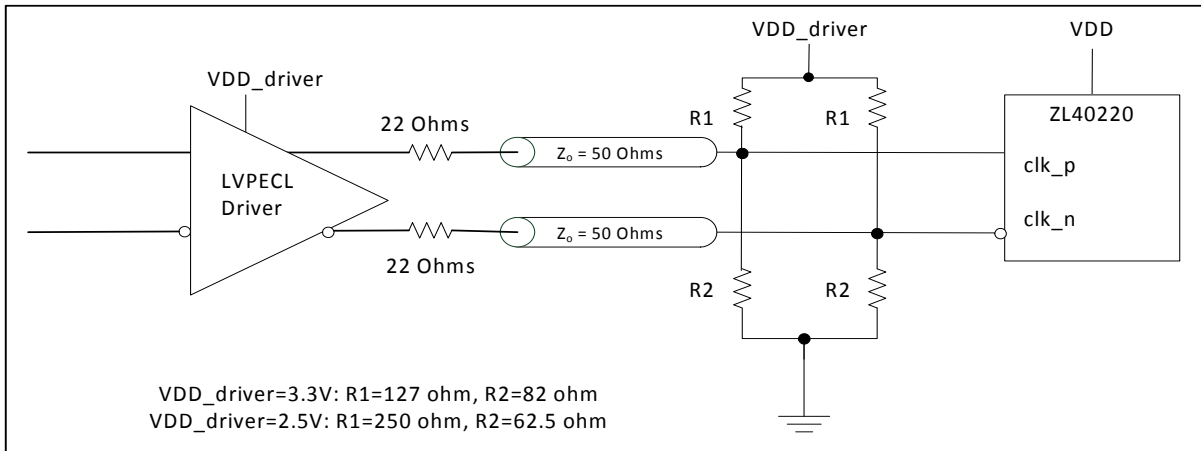 VDD_driver
VDD
VDD_driver
22 Ohms
R1
R1
ZL40220
Zo = 50 Ohms
clk_p
LVPECL
Driver
clk_n
Zo = 50 Ohms
22 Ohms
R2
R2
VDD_driver=3.3V: R1=127 ohm, R2=82 ohm
VDD_driver=2.5V: R1=250 ohm, R2=62.5 ohm